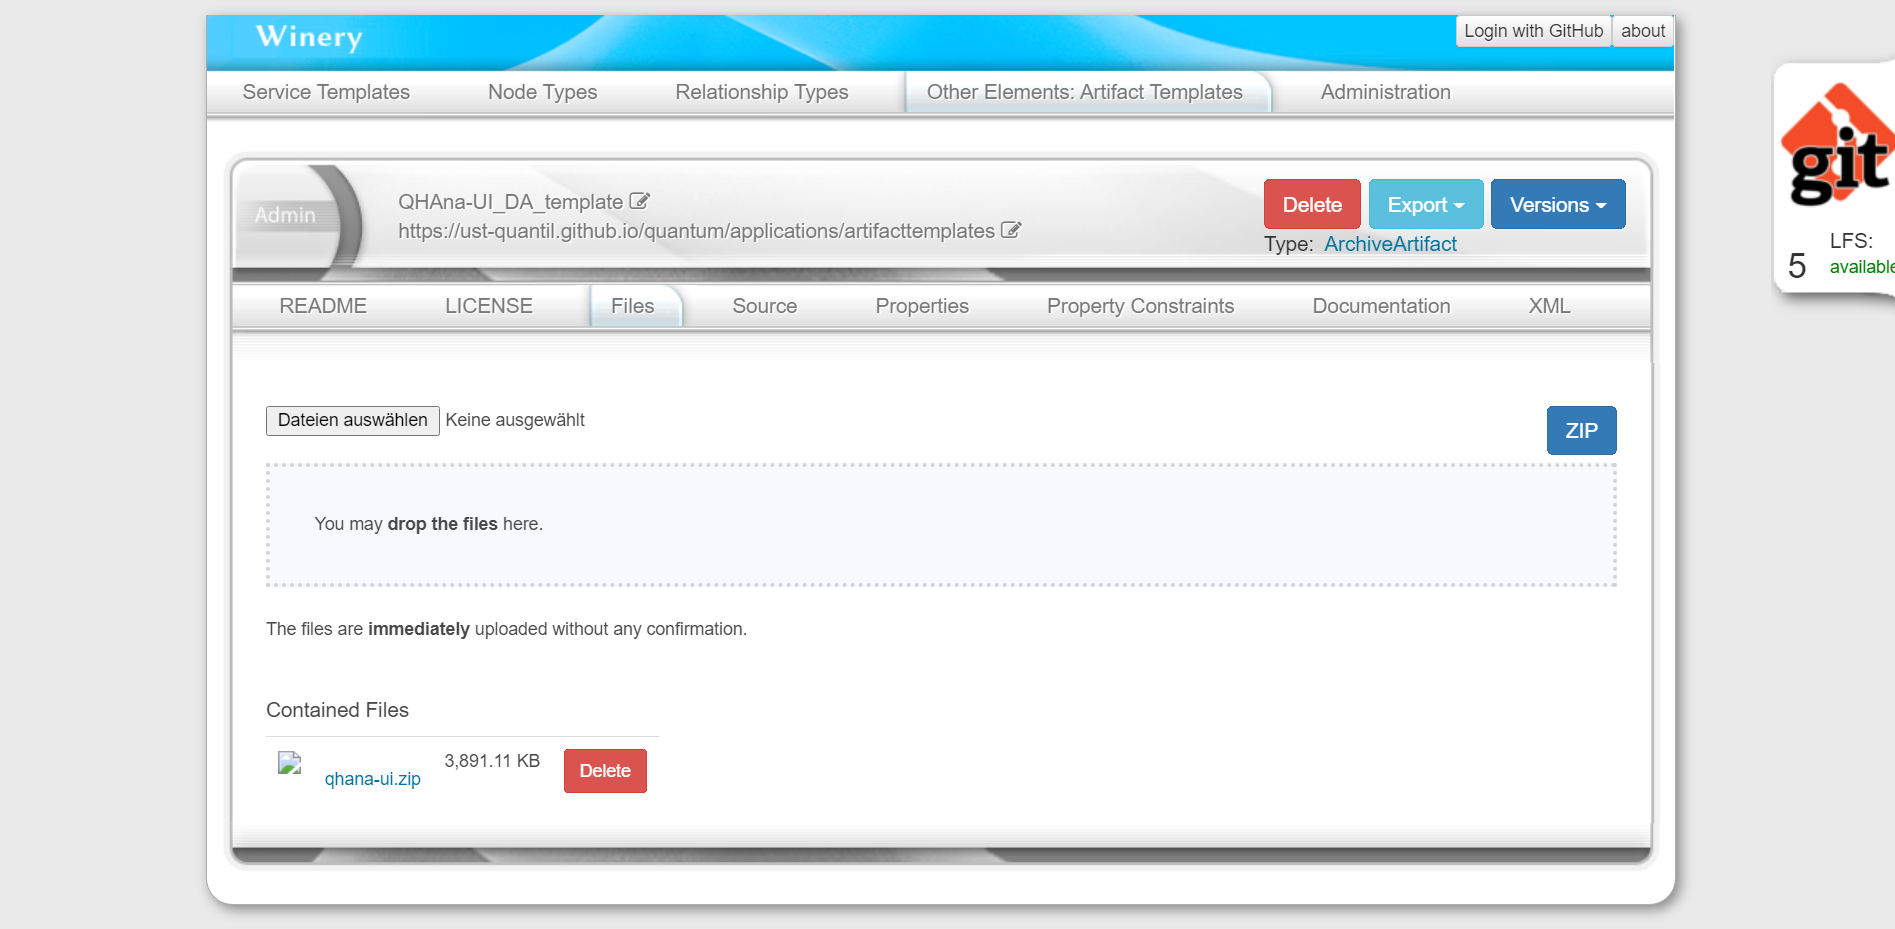 Winery
Login with GitHub about
Service Templates Node Types Relationship Types Other Elements: Artifact Templates Administration
git
5
LFS:
available
Admin
QHAna-UI_DA_template
https://ust-quantil.github.io/quantum/applications/artifacttemplates
Delete Export Versions
Type: ArchiveArtifact
README LICENSE Files Source Properties Property Constraints Documentation XML
Dateien auswählen Keine ausgewählt
ZIP
You may drop the files here.
The files are immediately uploaded without any confirmation.
Contained Files
qhana-ui.zip 3,891.11 KB Delete